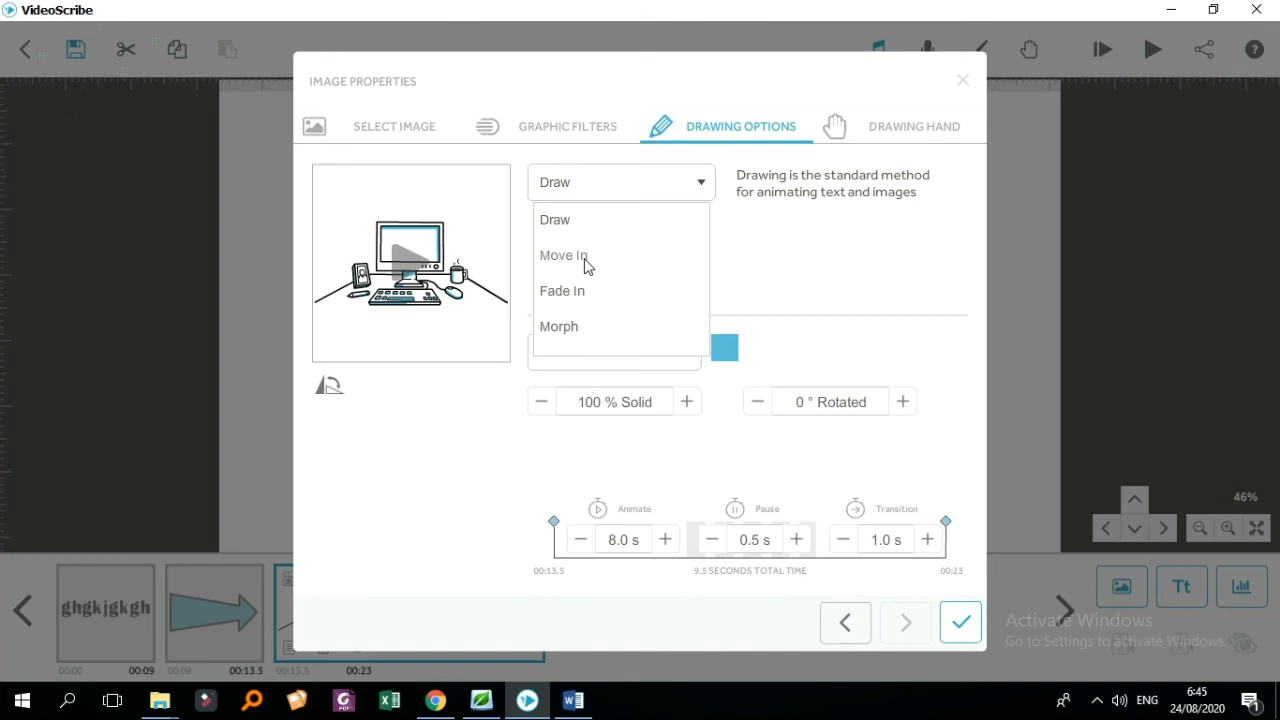 VideoScribe
IMAGE PROPERTIES
SELECT IMAGE
GRAPHIC FILTERS
DRAWING OPTIONS
DRAWING HAND
Draw
Drawing is the standard method
for animating text and images
Draw
Move In
Fade In
Morph
100 % Solid
0 ° Rotated
46%
Animate
Pause
Transition
8.0 s
0.5 s
1.0 s
00:13.5
9.5 SECONDS TOTAL TIME
00:23
ghgkjgkgh
Tt
Activate Windows
Go to Settings to activate Windows.
00:00
00:09
00:09
00:13.5
00:13.5
00:23
ENG
6:45
24/08/2020
1